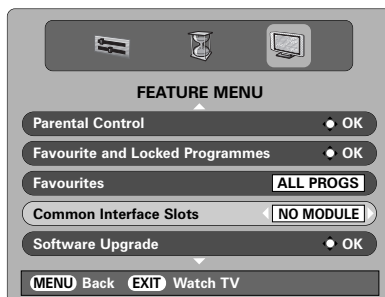 FEATURE MENU
Parental Control OK
Favourite and Locked Programmes OK
Favourites ALL PROGS
Common Interface Slots NO MODULE
Software Upgrade OK
MENU Back EXIT Watch TV